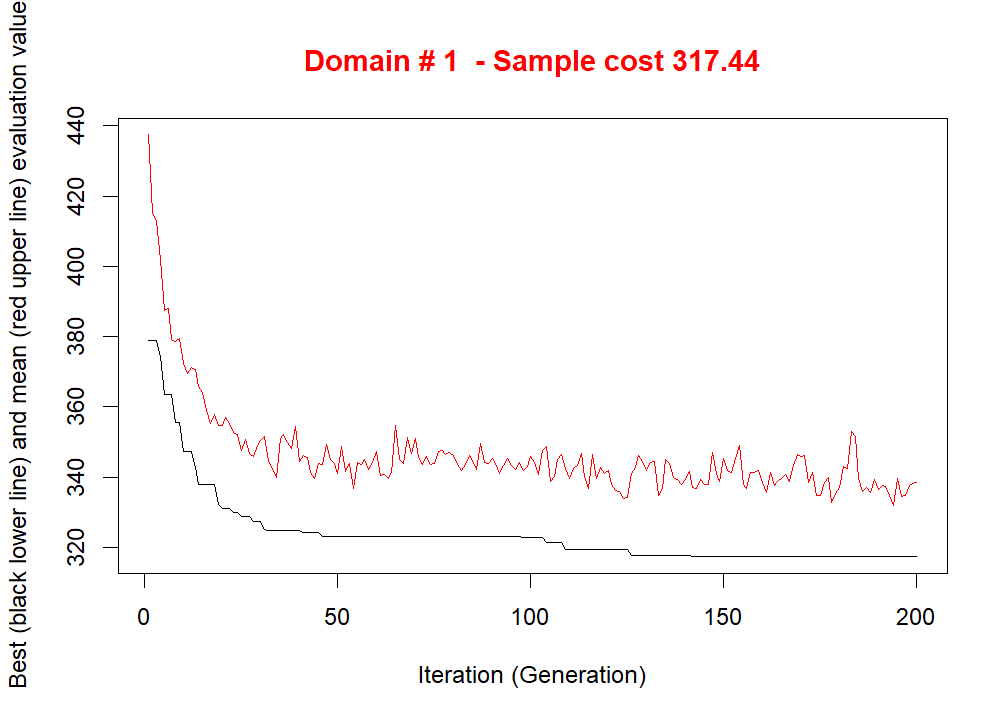 Domain # 1  - Sample cost 317.44
Best (black lower line) and mean (red upper line) evaluation value
440
420
400
380
360
340
320
0 50 100 150 200
Iteration (Generation)